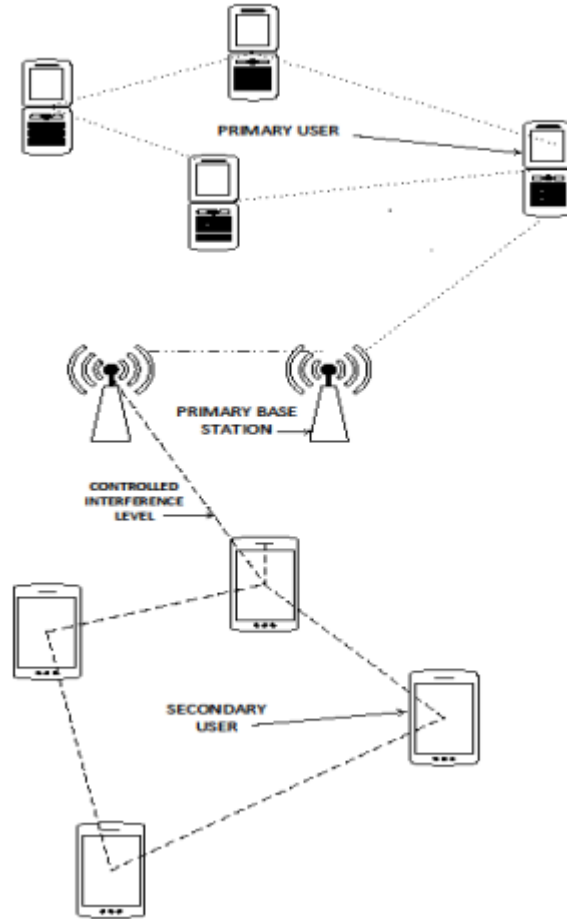 PRIMARY USER
PRIMARY BASE
STATION
CONTROLLED
INTERFERENCE
LEVEL
SECONDARY
USER